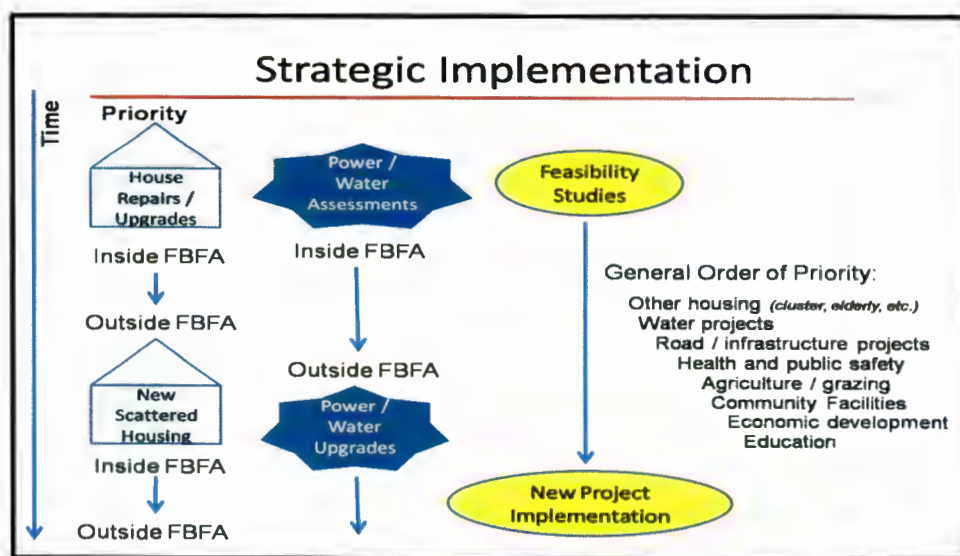 Strategic Implementation
Time
Priority
House
Repairs /
Upgrades
Inside FBFA
Outside FBFA
New
Scattered
Housing
Inside FBFA
Outside FBFA
Power /
Water
Assessments
Inside FBFA
Outside FBFA
Power /
Water
Upgrades
Feasibility
Studies
New Project
Implementation
General Order of Priority:
Other housing (cluster, elderly, etc.)
Water projects
Road / infrastructure projects
Health and public safety
Agriculture / grazing
Community Facilities
Economic development
Education